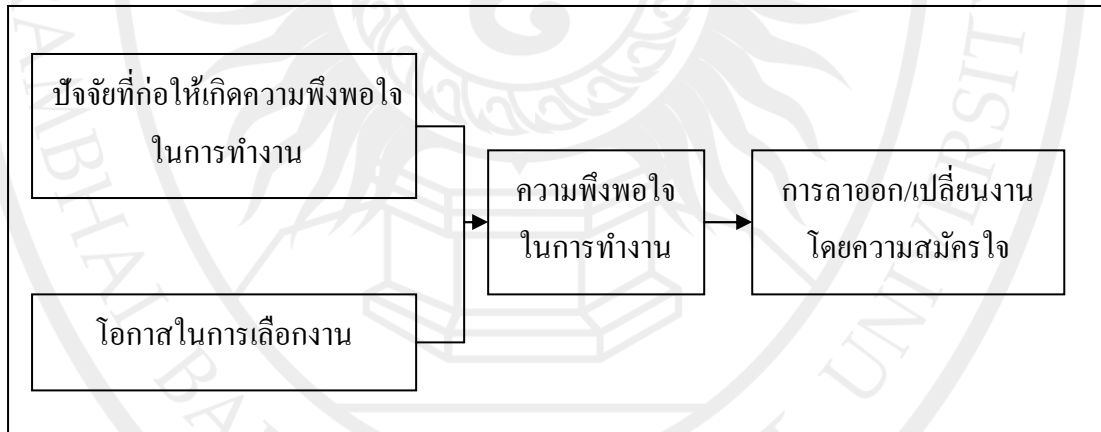 ปัจจัยที่ก่อให้เกิดความพึงพอใจ
ในการทำงาน
โอกาสในการเลือกงาน
ความพึงพอใจ
ในการทำงาน
การลาออก/เปลี่ยนงาน
โดยความสมัครใจ